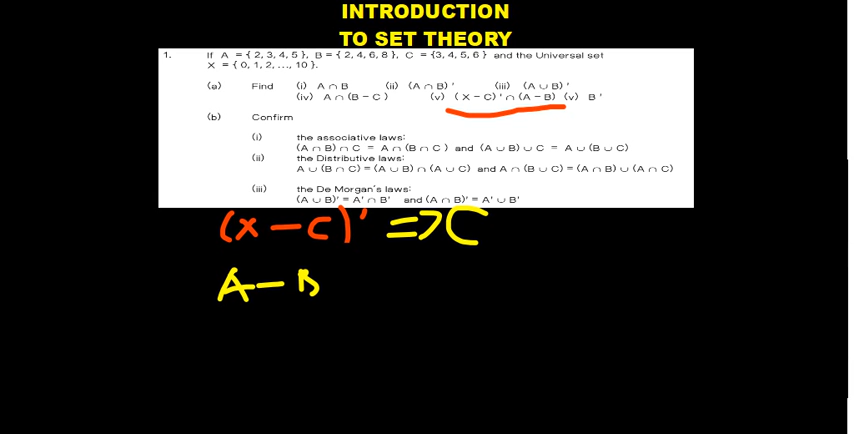 INTRODUCTION
TO SET THEORY
1. If A = { 2, 3, 4, 5 }, B = { 2, 4, 6, 8 }, C = {3, 4, 5, 6 } and the Universal set
X = { 0, 1, 2, ..., 10 }.
(a) Find (i) A ∩ B (ii) (A ∩ B) ' (iii) (A ∪ B) '
(iv) A ∩ (B - C ) (v) ( X - C) ' ∩ (A - B) (v) B '
(b) Confirm
(i) the associative laws:
(A ∩ B) ∩ C = A ∩ (B ∩ C ) and (A ∪ B) ∪ C = A ∪ (B ∪ C)
(ii) the Distributive laws:
A ∪ (B ∩ C) = (A ∪ B) ∩ (A ∪ C) and A ∩ (B ∪ C) = (A ∩ B) ∪ (A ∩ C)
(iii) the De Morgan's laws:
(A ∪ B)' = A' ∩ B' and (A ∩ B)' = A' ∪ B'
(x - C)' => C
A - B